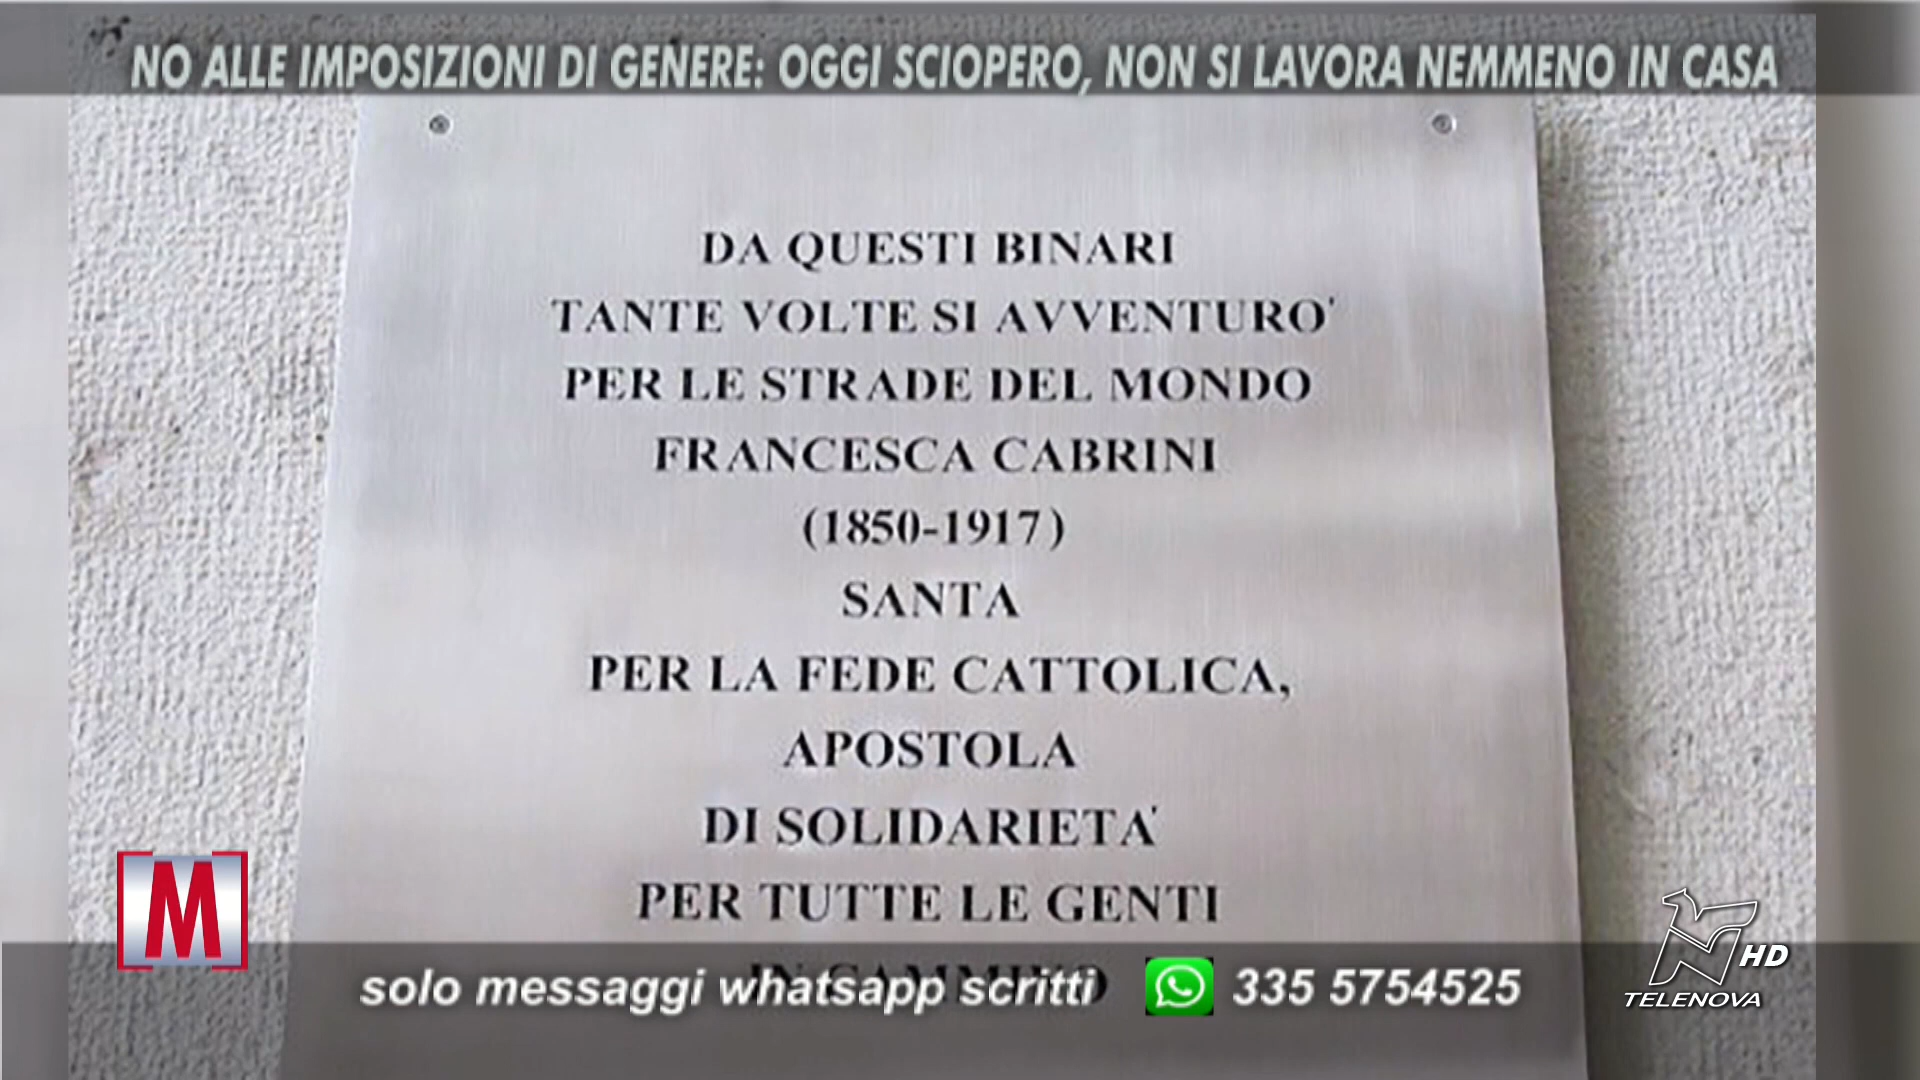 NO ALLE IMPOSIZIONI DI GENERE: OGGI SCIOPERO, NON SI LAVORA NEMMENO IN CASA
DA QUESTI BINARI
TANTE VOLTE SI AVVENTURO'
PER LE STRADE DEL MONDO
FRANCESCA CABRINI
(1850-1917)
SANTA
PER LA FEDE CATTOLICA,
APOSTOLA
DI SOLIDARIETA'
PER TUTTE LE GENTI
IN CAMMINO
M
solo messaggi whatsapp scritti 335 5754525
HD
TELENOVA